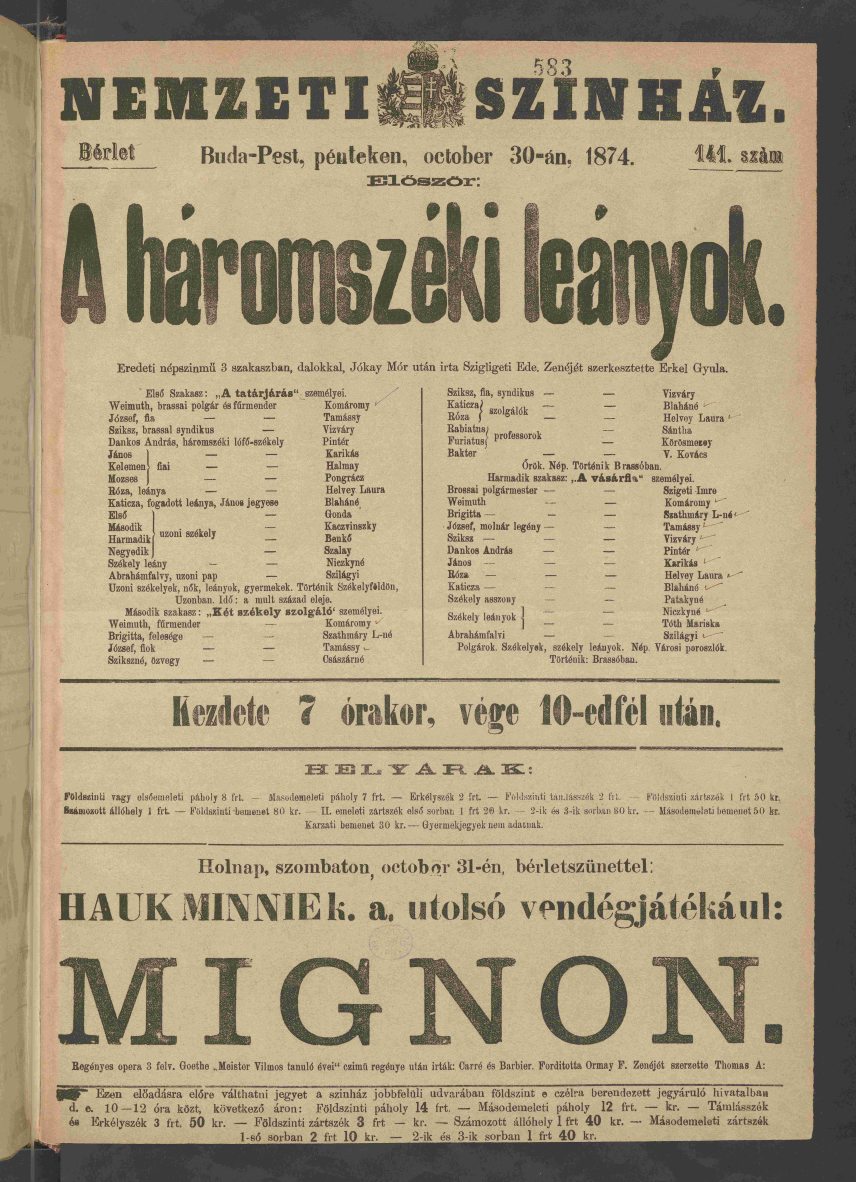 583
NEMZETI SZINHÁZ.
Bérlet
Buda-Pest, pénteken, october 30-án, 1874.
141. szám
Először:
A háromszéki leányok.
Eredeti népszinmű 3 szakaszban, dalokkal, Jókay Mór után irta Szigligeti Ede. Zenéjét szerkesztette Erkel Gyula.
Első Szakasz: „A tatárjárás“ személyei.
Weimuth, brassai polgár és fürmender Komáromy
József, fia — — Tamássy
Sziksz, brassal syndikus — Vizváry
Dankos András, háromszéki lófő-székely Pintér
János — — Karikás
Kelemen} fiai — — Halmay
Mozses — — Pongrácz
Róza, leánya — — Helvey Laura
Katicza, fogadott leánya, János jegyese Blaháné
Első — Gonda
Második — Kaczvinszky
Harmadik} uzoni székely — Benkő
Negyedik — Szalay
Székely leány — — Niczkyné
Abrahámfalvy, uzoni pap — Szilágyi
Uzoni székelyek, nők, leányok, gyermekek. Történik Székelyföldön,
Uzonban. Idő: a mult század eleje.
Második szakasz: „Két székely szolgáló‘ személyei.
Weimuth, fürmender — Komáromy
Brigitta, felesége — — Szathmáry L-né
József, fiok — — Tamássy
Szikszné, özvegy — — Császárné
Sziksz, fia, syndikus — — Vizváry
Katicza} szolgálók — Blaháné
Róza — Helvey Laura
Rabiatus} professorok — Sántha
Furiatus — Körösmezey
Bakter — — V. Kovács
Örök. Nép. Történik Brassóban.
Harmadik szakasz: „A vásárfia“ személyei.
Brossai polgármester — — Szigeti Imre
Weimuth — — Komáromy
Brigitta — — — Szathmáry L-né
József, molnár legény — — Tamássy
Sziksz — — — Vizváry
Dankos András — — Pintér
János — — — Karikás
Róza — — — Helvey Laura
Katicza — — — Blaháné
Székely asszony — — Patakyné
Székely leányok} — Niczkyné
— Tóth Mariska
Abrahámfalvi — — Szilágyi
Polgárok. Székelyek, székely leányok. Nép. Városi poroszlók.
Történik: Brassóban.
Kezdete 7 órakor, vége 10-edfél után.
HELYÁRAK:
Földszinti vagy elsőemeleti páholy 8 frt. — Masodemeleti páholy 7 frt. — Erkélyszék 2 frt. — Földszinti támlásszék 2 frt. — Földszinti zártszék 1 frt 50 kr.
Számozott állóhely 1 frt. — Földszinti bemenet 80 kr. — II. emeleti zártszék első sorban 1 frt 20 kr. — 2-ik és 3-ik sorban 80 kr. — Másodemeleti bemenet 50 kr.
Karzati bemenet 30 kr. — Gyermekjegyek nem adatnak.
Holnap, szombaton, october 31-én, bérletszünettel:
HAUK MINNIE k. a. utolsó vendégjátékául:
MIGNON.
Regényes opera 3 felv. Goethe „Meister Vilmos tanuló évei“ czimü regénye után irták: Carré és Barbier. Forditotta Ormay F. Zenéjét szerzette Thomas A:
Ezen előadásra előre válthatni jegyet a szinház jobbfelüli udvarában földszint e czélra berendezett jegyáruló hivatalban
d. e. 10—12 óra közt, következő áron: Földszinti páholy 14 frt. — Másodemeleti páholy 12 frt. — kr. — Támlásszék
és Erkélyszék 3 frt. 50 kr. — Földszinti zártszék 3 frt — kr. — Számozott állóhely 1 frt 40 kr. — Másodemeleti zártszék
1-ső sorban 2 frt 10 kr. — 2-ik és 3-ik sorban 1 frt 40 kr.